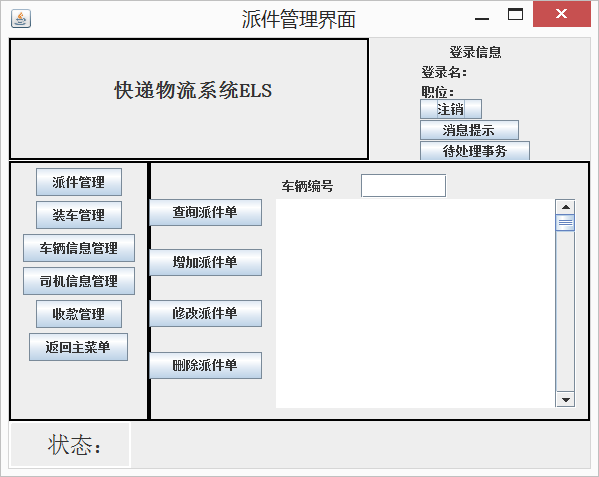 派件管理界面
快递物流系统ELS
登录信息
登录名：
职位：
注销
消息提示
待处理事务
派件管理
装车管理
车辆信息管理
司机信息管理
收款管理
返回主菜单
车辆编号
查询派件单
增加派件单
修改派件单
删除派件单
状态：